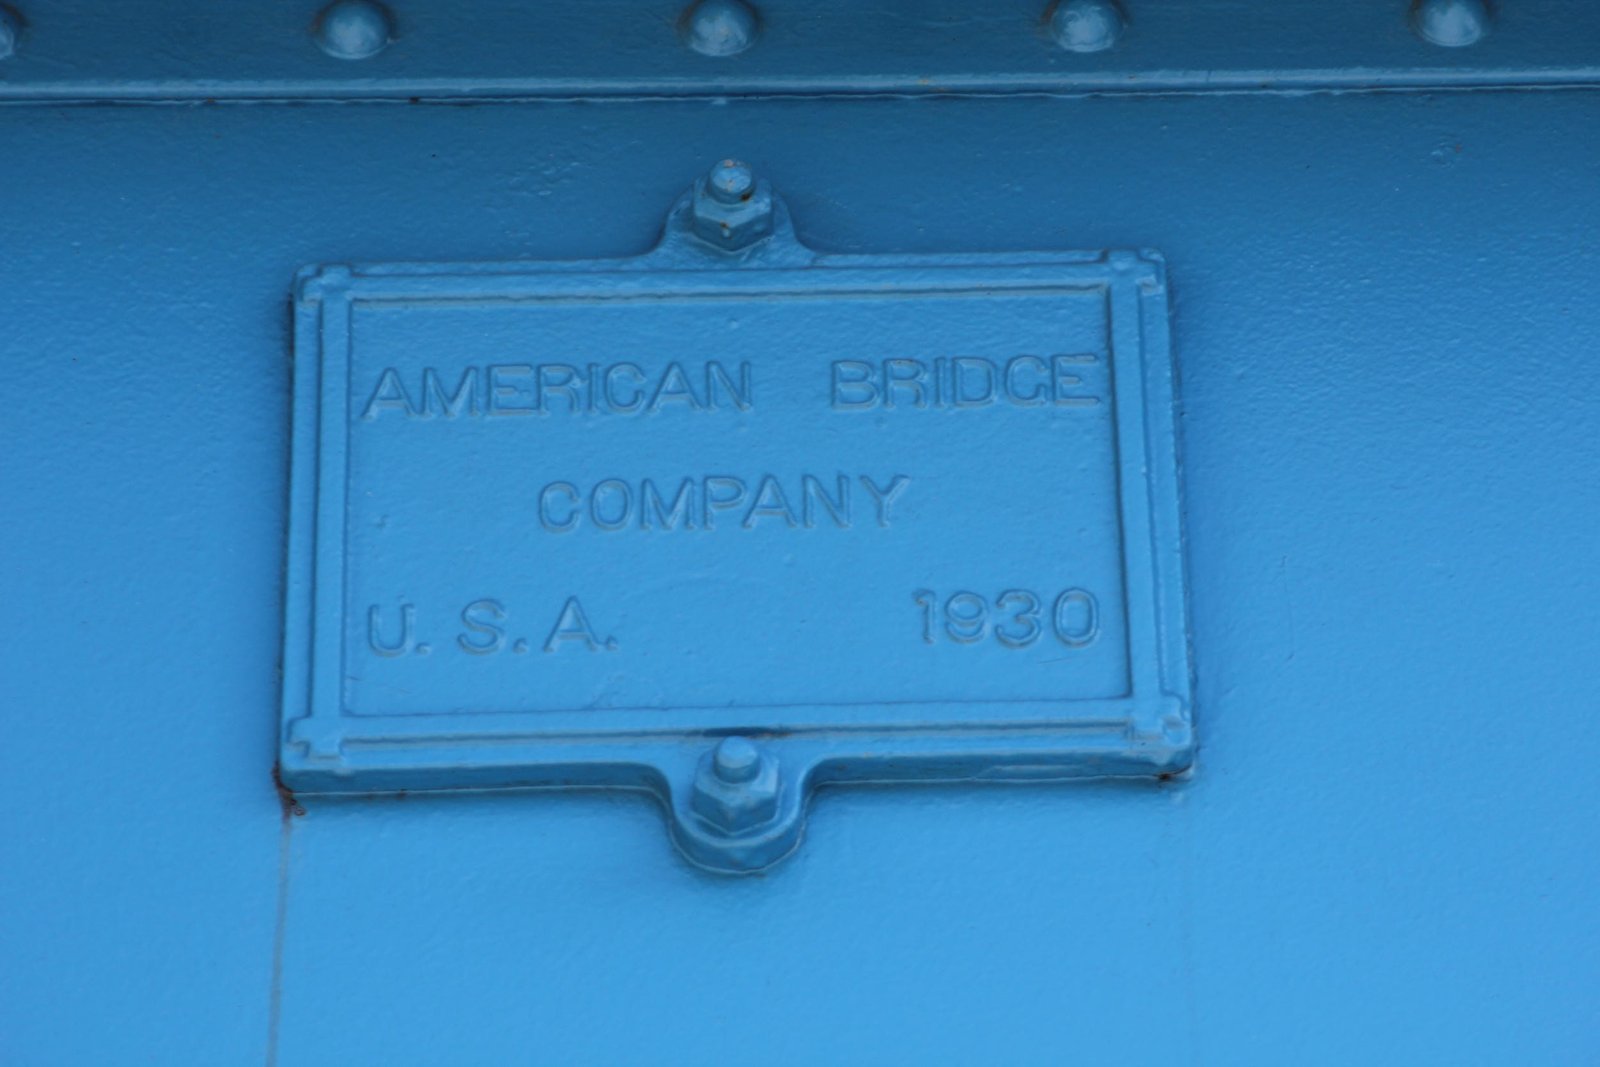 AMERICAN BRIDGE
COMPANY
U.S.A. 1930